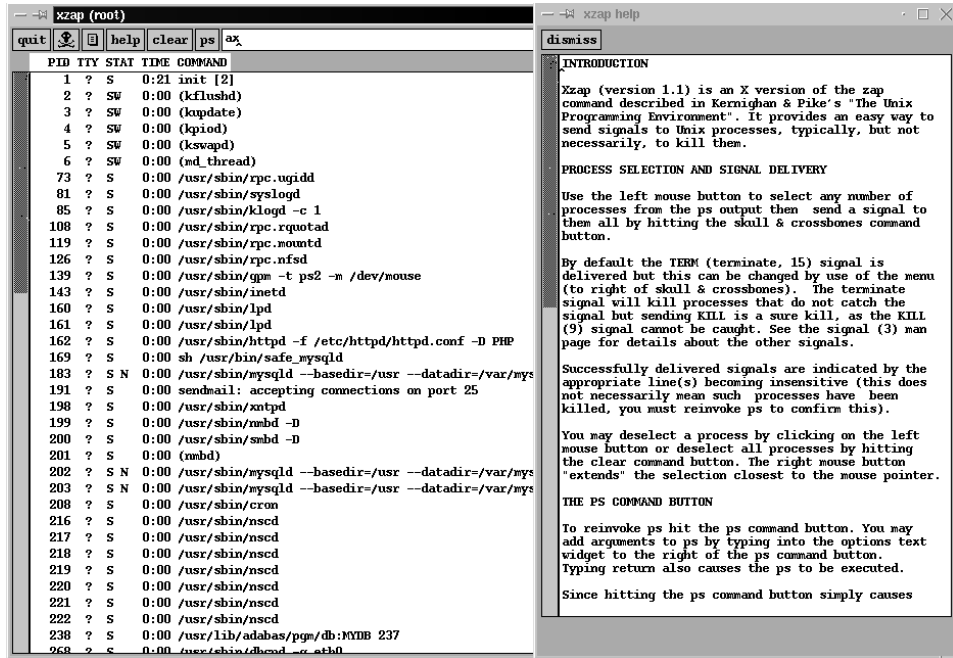 xzap (root)
quit help clear ps ax
PID TTY STAT TIME COMMAND
1 ? S 0:21 init [2]
2 ? SW 0:00 (kflushd)
3 ? SW 0:00 (kupdate)
4 ? SW 0:00 (kpiod)
5 ? SW 0:00 (kswapd)
6 ? SW 0:00 (md_thread)
73 ? S 0:00 /usr/sbin/rpc.ugidd
81 ? S 0:00 /usr/sbin/syslogd
85 ? S 0:00 /usr/sbin/klogd -c 1
108 ? S 0:00 /usr/sbin/rpc.rquotad
119 ? S 0:00 /usr/sbin/rpc.mountd
126 ? S 0:00 /usr/sbin/rpc.nfsd
139 ? S 0:00 /usr/sbin/gpm -t ps2 -m /dev/mouse
143 ? S 0:00 /usr/sbin/inetd
160 ? S 0:00 /usr/sbin/lpd
161 ? S 0:00 /usr/sbin/lpd
162 ? S 0:00 /usr/sbin/httpd -f /etc/httpd/httpd.conf -D PHP
169 ? S 0:00 sh /usr/bin/safe_mysqld
183 ? S N 0:00 /usr/sbin/mysqld --basedir=/usr --datadir=/var/mys
191 ? S 0:00 sendmail: accepting connections on port 25
198 ? S 0:00 /usr/sbin/xntpd
199 ? S 0:00 /usr/sbin/nmbd -D
200 ? S 0:00 /usr/sbin/smbd -D
201 ? S 0:00 (nmbd)
202 ? S N 0:00 /usr/sbin/mysqld --basedir=/usr --datadir=/var/mys
203 ? S N 0:00 /usr/sbin/mysqld --basedir=/usr --datadir=/var/mys
208 ? S 0:00 /usr/sbin/cron
216 ? S 0:00 /usr/sbin/nscd
217 ? S 0:00 /usr/sbin/nscd
218 ? S 0:00 /usr/sbin/nscd
219 ? S 0:00 /usr/sbin/nscd
220 ? S 0:00 /usr/sbin/nscd
221 ? S 0:00 /usr/sbin/nscd
222 ? S 0:00 /usr/sbin/nscd
238 ? S 0:00 /usr/lib/adabas/pgm/db:MYDB 237
268 ? S 0:00 /usr/sbin/dhcpd -q eth0
xzap help
dismiss
INTRODUCTION
Xzap (version 1.1) is an X version of the zap
command described in Kernighan & Pike's "The Unix
Programming Environment". It provides an easy way to
send signals to Unix processes, typically, but not
necessarily, to kill them.
PROCESS SELECTION AND SIGNAL DELIVERY
Use the left mouse button to select any number of
processes from the ps output then send a signal to
them all by hitting the skull & crossbones command
button.
By default the TERM (terminate, 15) signal is
delivered but this can be changed by use of the menu
(to right of skull & crossbones). The terminate
signal will kill processes that do not catch the
signal but sending KILL is a sure kill, as the KILL
(9) signal cannot be caught. See the signal (3) man
page for details about the other signals.
Successfully delivered signals are indicated by the
appropriate line(s) becoming insensitive (this does
not necessarily mean such processes have been
killed, you must reinvoke ps to confirm this).
You may deselect a process by clicking on the left
mouse button or deselect all processes by hitting
the clear command button. The right mouse button
"extends" the selection closest to the mouse pointer.
THE PS COMMAND BUTTON
To reinvoke ps hit the ps command button. You may
add arguments to ps by typing into the options text
widget to the right of the ps command button.
Typing return also causes the ps to be executed.
Since hitting the ps command button simply causes